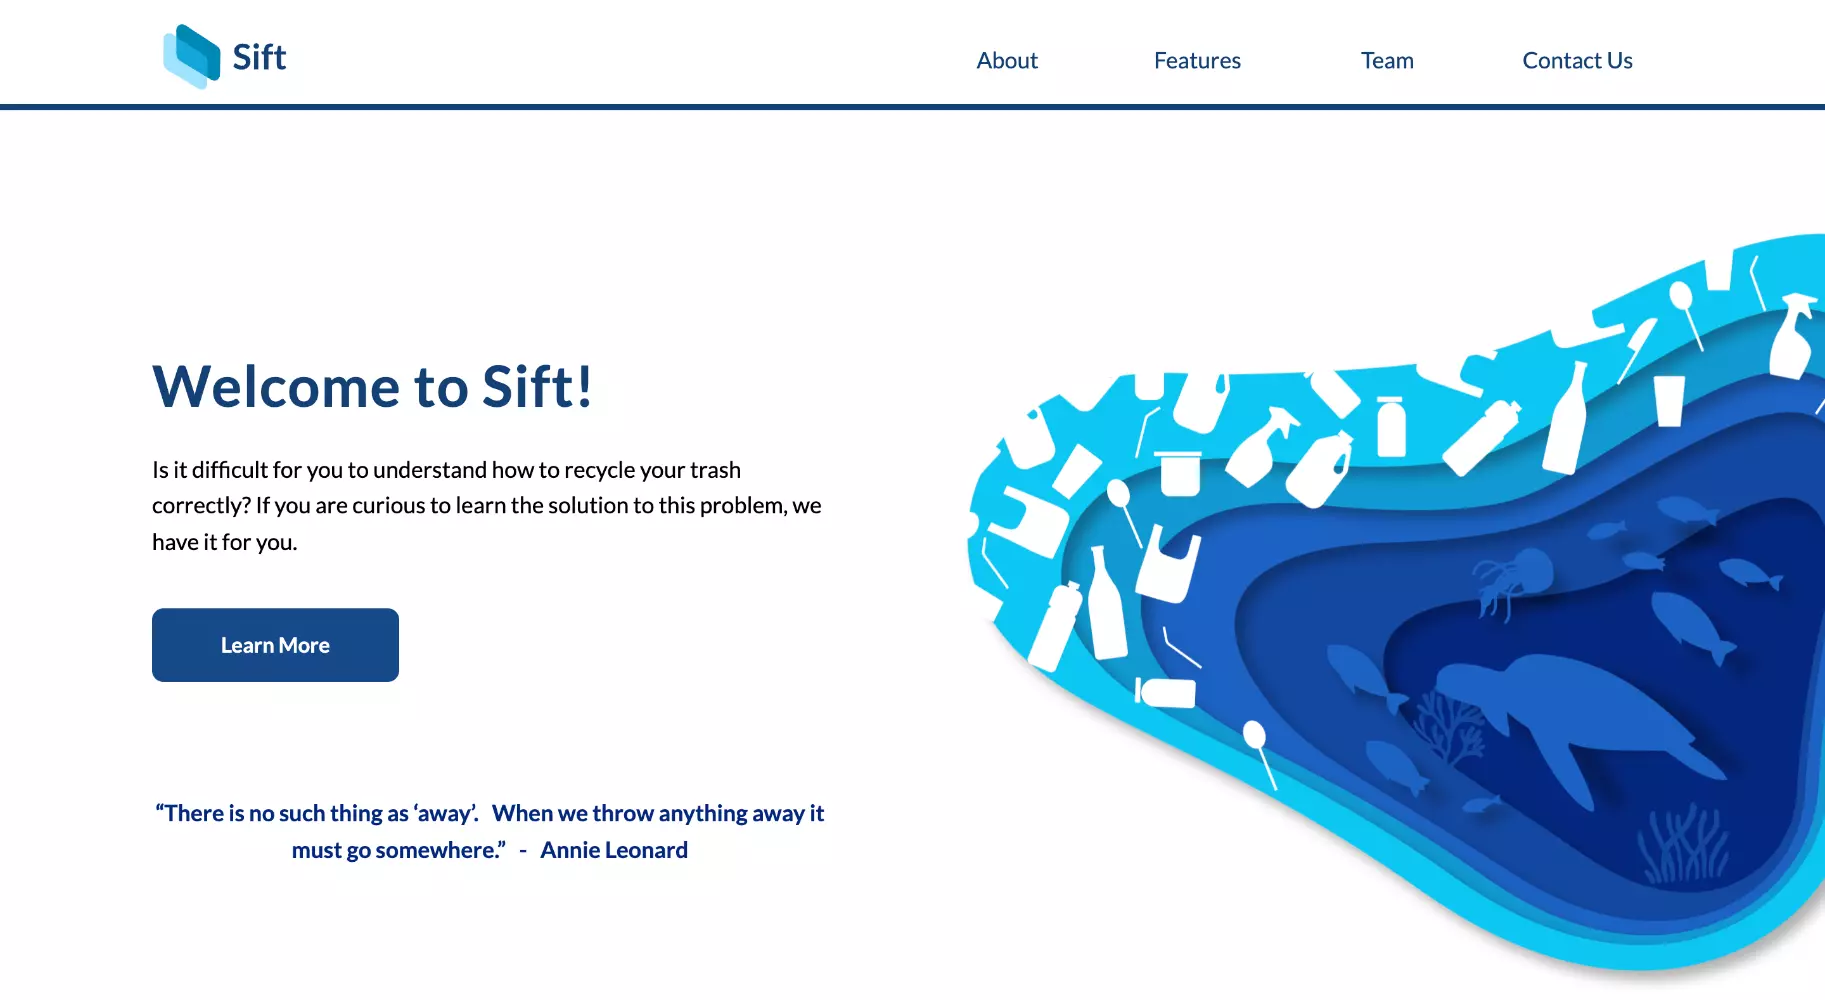 Sift
About
Features
Team
Contact Us
Welcome to Sift!
Is it difficult for you to understand how to recycle your trash
correctly? If you are curious to learn the solution to this problem, we
have it for you.
Learn More
“There is no such thing as ‘away’. When we throw anything away it
must go somewhere.” - Annie Leonard